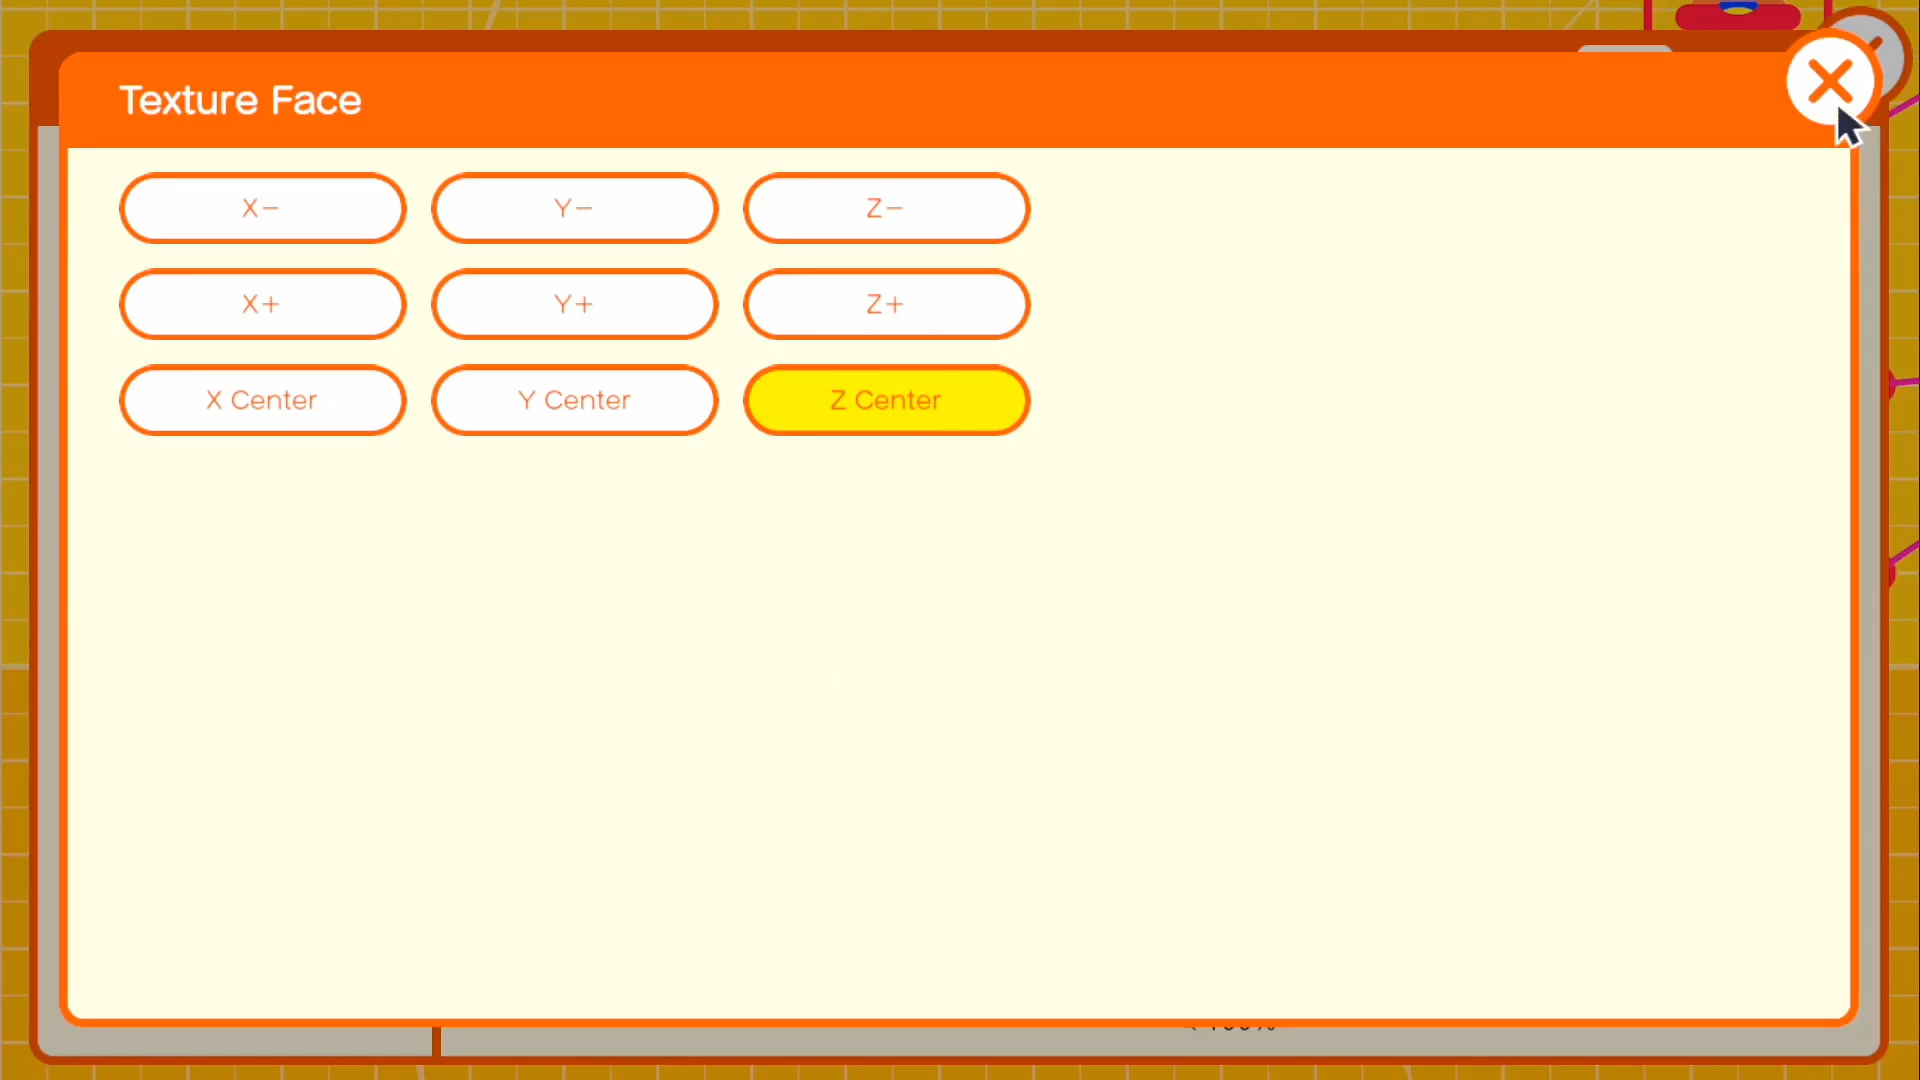 Texture Face
X− Y− Z−
X+ Y+ Z+
X Center Y Center Z Center